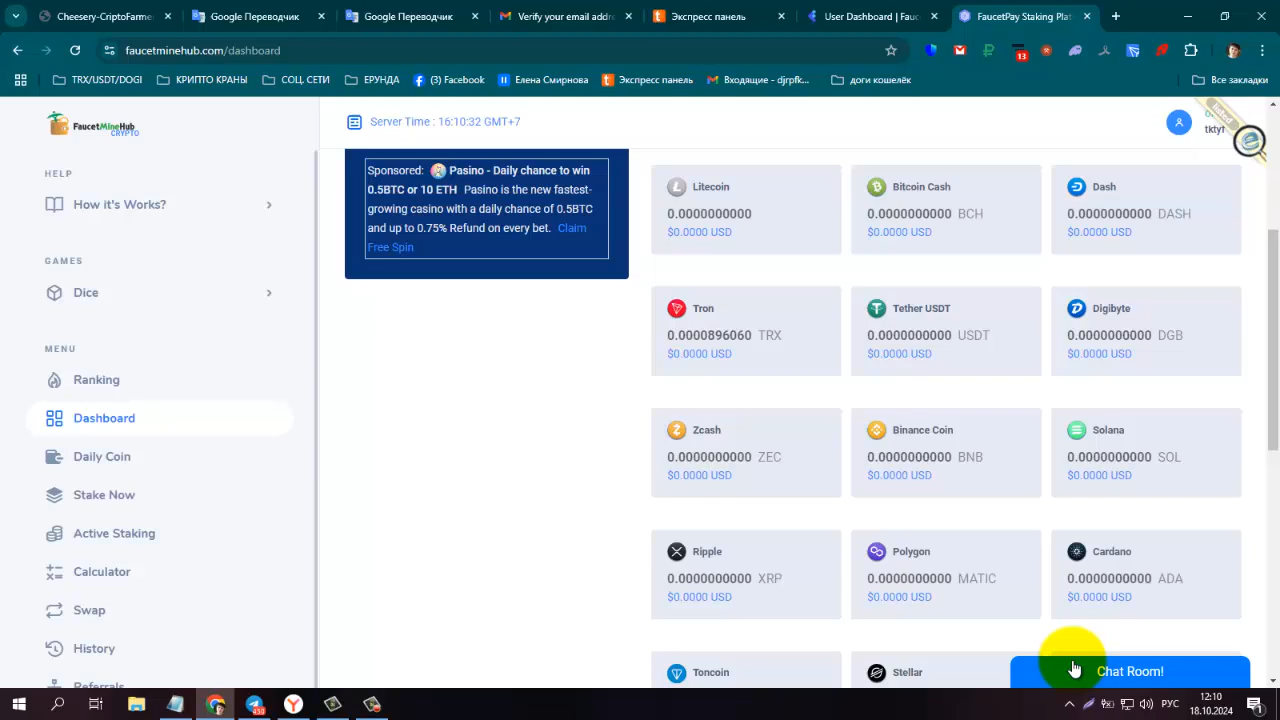 Cheesery-CriptoFarme
Google Переводчик
Google Переводчик
Verify your email addre
Экспресс панель
User Dashboard | Fauc
FaucetPay Staking Plat
faucetminehub.com/dashboard
13
TRX/USDT/DOGI
КРИПТО КРАНЫ
СОЦ. СЕТИ
ЕРУНДА
(3) Facebook
Елена Смирнова
Экспресс панель
Входящие - djrpfk...
доги кошелёк
Все закладки
FaucetMineHub
CRYPTO
Server Time : 16:10:32 GMT+7
HELP
How it's Works?
GAMES
Dice
MENU
Ranking
Dashboard
Daily Coin
Stake Now
Active Staking
Calculator
Swap
History
Referrals
Sponsored: Pasino - Daily chance to win
0.5BTC or 10 ETH Pasino is the new fastest-
growing casino with a daily chance of 0.5BTC
and up to 0.75% Refund on every bet. Claim
Free Spin
Litecoin
0.0000000000
$0.0000 USD
Bitcoin Cash
0.0000000000 BCH
$0.0000 USD
Dash
0.0000000000 DASH
$0.0000 USD
Tron
0.0000896060 TRX
$0.0000 USD
Tether USDT
0.0000000000 USDT
$0.0000 USD
Digibyte
0.0000000000 DGB
$0.0000 USD
Zcash
0.0000000000 ZEC
$0.0000 USD
Binance Coin
0.0000000000 BNB
$0.0000 USD
Solana
0.0000000000 SOL
$0.0000 USD
Ripple
0.0000000000 XRP
$0.0000 USD
Polygon
0.0000000000 MATIC
$0.0000 USD
Cardano
0.0000000000 ADA
$0.0000 USD
Toncoin
Stellar
Chat Room!
450
РУС
12:10
18.10.2024